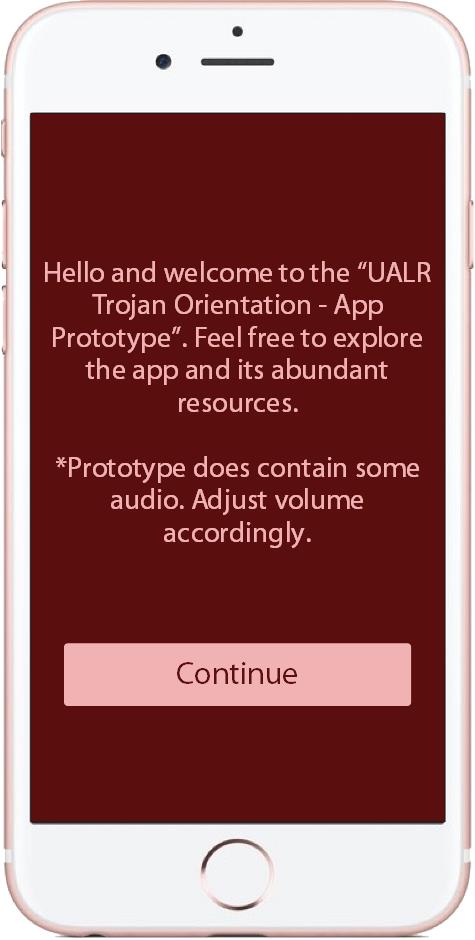 Hello and welcome to the “UALR
Trojan Orientation - App
Prototype”. Feel free to explore
the app and its abundant
resources.
*Prototype does contain some
audio. Adjust volume
accordingly.
Continue